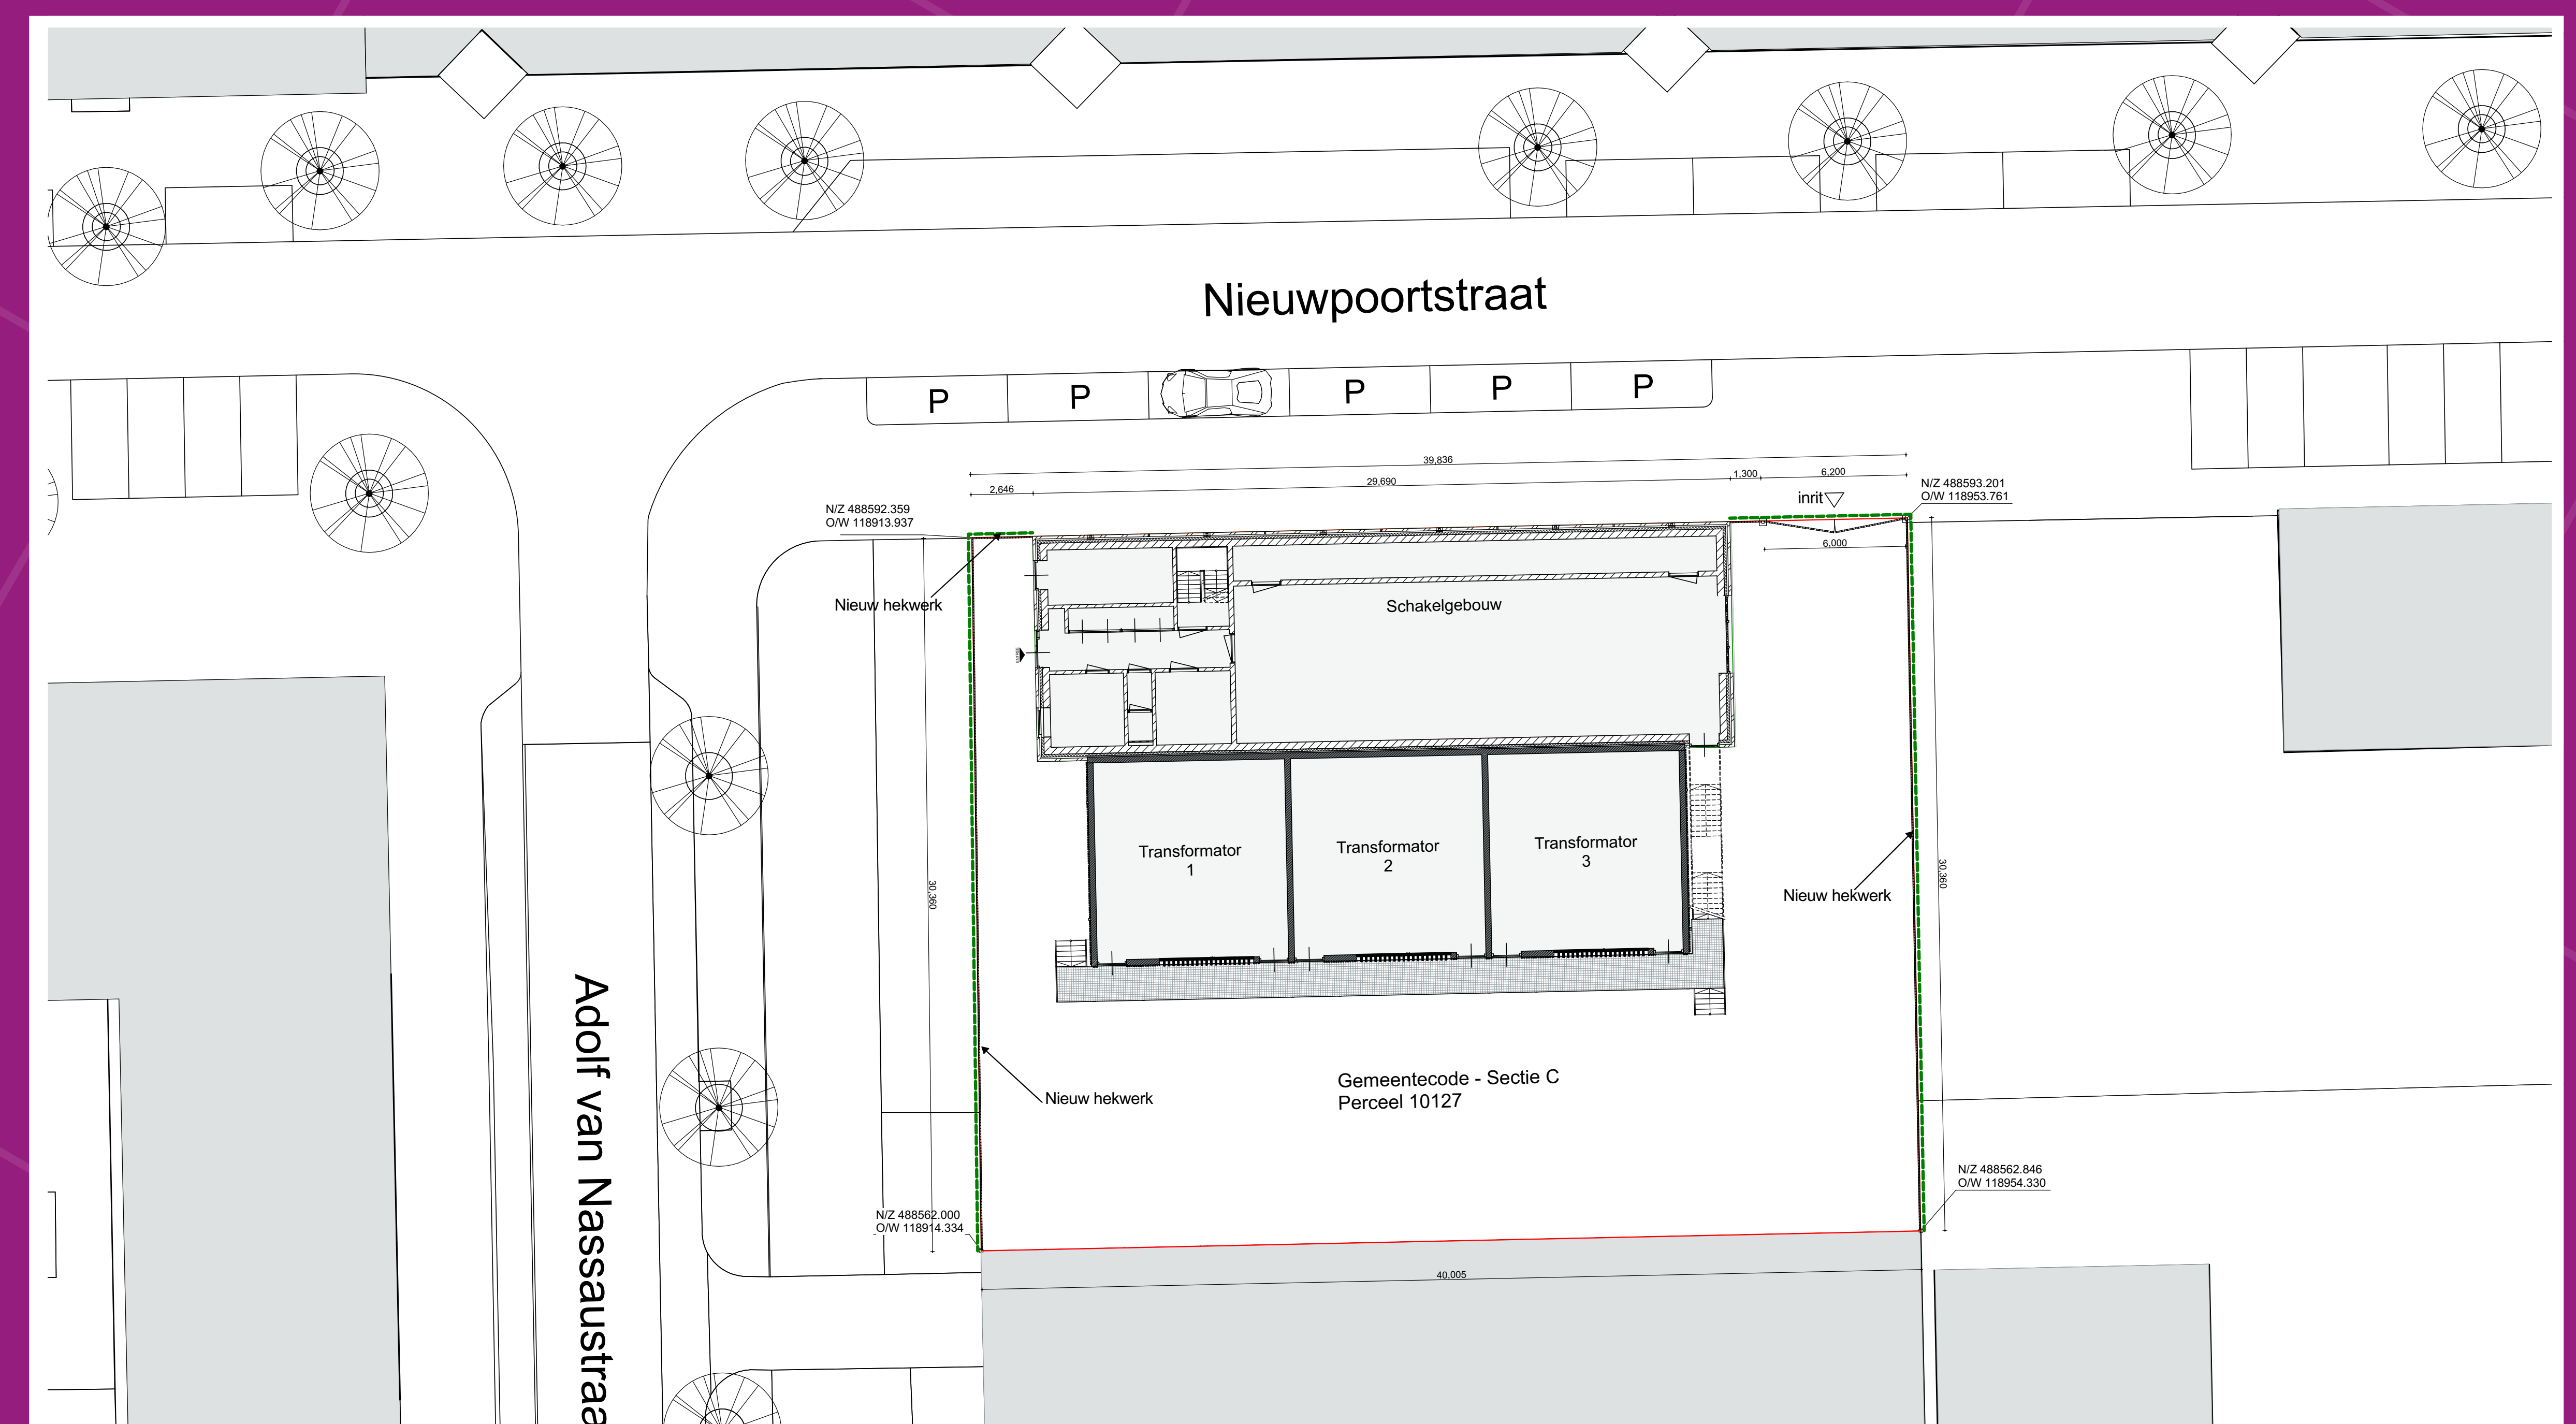 Nieuwpoortstraat
P
P
P
P
P
39,836
2,646
29,690
1,300
6,200
inrit
N/Z 488593.201
O/W 118953.761
N/Z 488592.359
O/W 118913.937
6,000
Nieuw hekwerk
Schakelgebouw
Transformator
1
Transformator
2
Transformator
3
30,360
30,360
Nieuw hekwerk
Nieuw hekwerk
Gemeentecode - Sectie C
Perceel 10127
Adolf van Nassaustraa
N/Z 488562.846
O/W 118954.330
N/Z 488562.000
O/W 118914.334
40,005